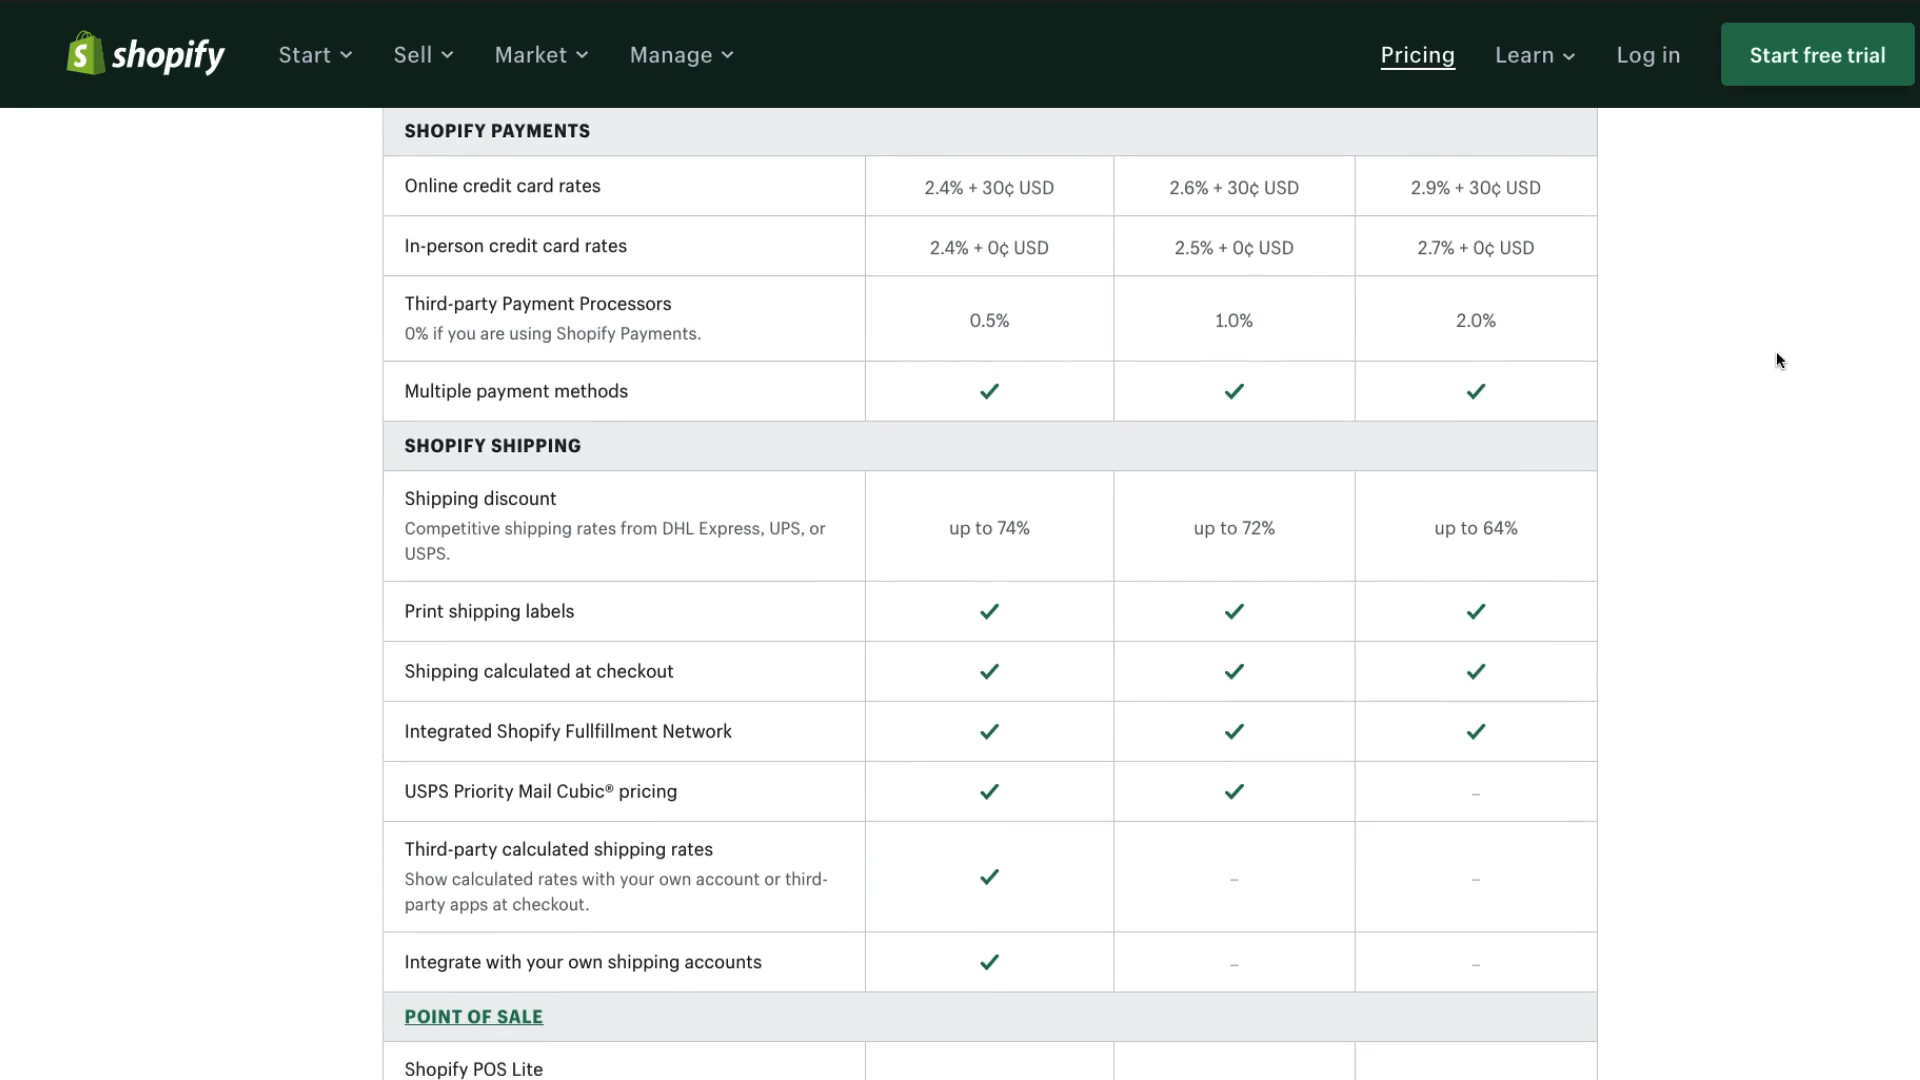 shopify Start Sell Market Manage Pricing Learn Log in Start free trial
SHOPIFY PAYMENTS
Online credit card rates 2.4% + 30¢ USD 2.6% + 30¢ USD 2.9% + 30¢ USD
In-person credit card rates 2.4% + 0¢ USD 2.5% + 0¢ USD 2.7% + 0¢ USD
Third-party Payment Processors
0% if you are using Shopify Payments. 0.5% 1.0% 2.0%
Multiple payment methods
SHOPIFY SHIPPING
Shipping discount
Competitive shipping rates from DHL Express, UPS, or up to 74% up to 72% up to 64%
USPS.
Print shipping labels
Shipping calculated at checkout
Integrated Shopify Fullfillment Network
USPS Priority Mail Cubic® pricing –
Third-party calculated shipping rates
Show calculated rates with your own account or third- – –
party apps at checkout.
Integrate with your own shipping accounts – –
POINT OF SALE
Shopify POS Lite